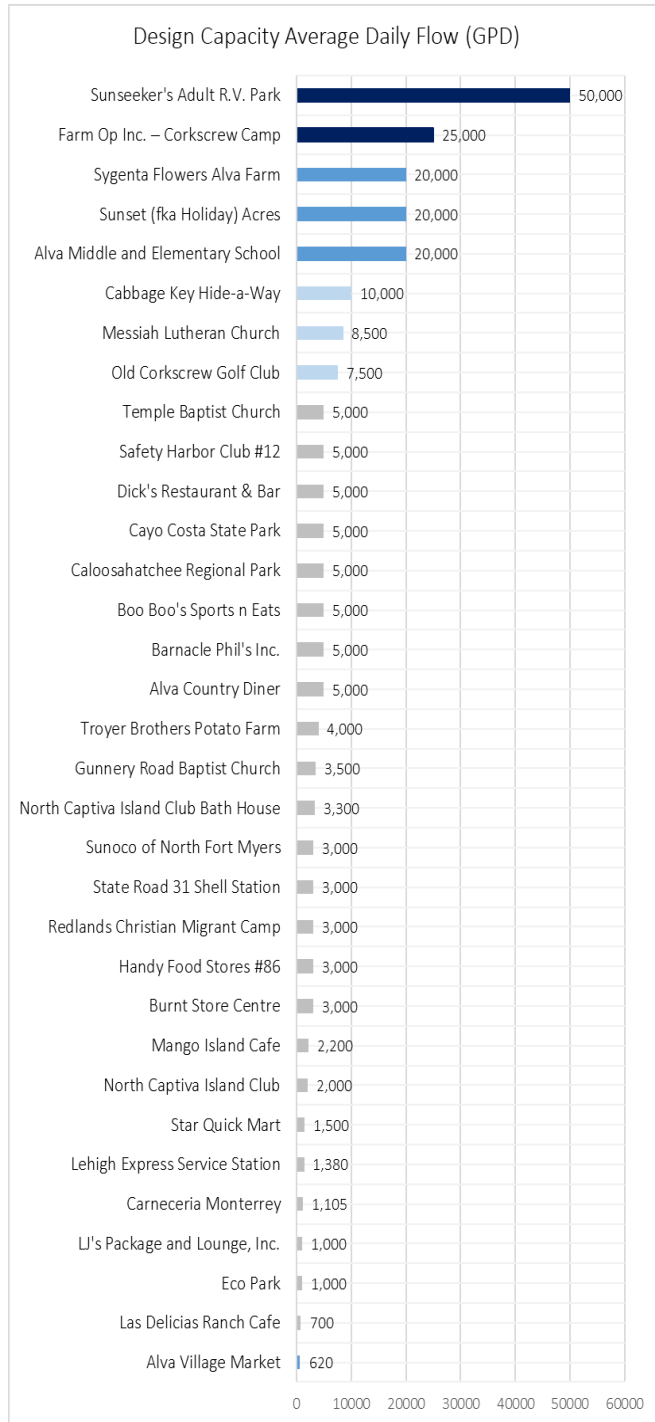 Design Capacity Average Daily Flow (GPD)
Sunseeker's Adult R.V. Park 50,000
Farm Op Inc. – Corkscrew Camp 25,000
Sygenta Flowers Alva Farm 20,000
Sunset (fka Holiday) Acres 20,000
Alva Middle and Elementary School 20,000
Cabbage Key Hide-a-Way 10,000
Messiah Lutheran Church 8,500
Old Corkscrew Golf Club 7,500
Temple Baptist Church 5,000
Safety Harbor Club #12 5,000
Dick's Restaurant & Bar 5,000
Cayo Costa State Park 5,000
Caloosahatchee Regional Park 5,000
Boo Boo's Sports n Eats 5,000
Barnacle Phil's Inc. 5,000
Alva Country Diner 5,000
Troyer Brothers Potato Farm 4,000
Gunnery Road Baptist Church 3,500
North Captiva Island Club Bath House 3,300
Sunoco of North Fort Myers 3,000
State Road 31 Shell Station 3,000
Redlands Christian Migrant Camp 3,000
Handy Food Stores #86 3,000
Burnt Store Centre 3,000
Mango Island Cafe 2,200
North Captiva Island Club 2,000
Star Quick Mart 1,500
Lehigh Express Service Station 1,380
Carneceria Monterrey 1,105
LJ's Package and Lounge, Inc. 1,000
Eco Park 1,000
Las Delicias Ranch Cafe 700
Alva Village Market 620
0 10000 20000 30000 40000 50000 60000